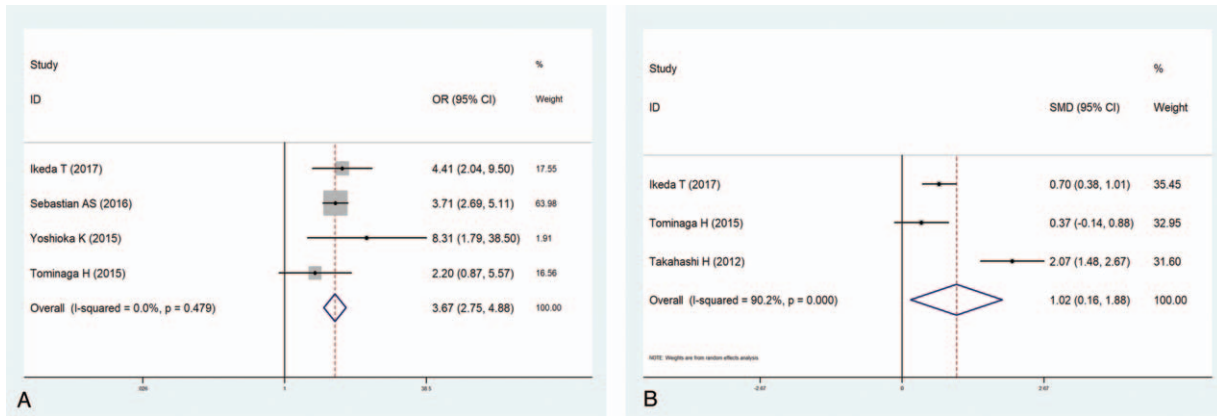 Study %
ID OR (95% CI) Weight
Ikeda T (2017) 4.41 (2.04, 9.50) 17.55
Sebastian AS (2016) 3.71 (2.69, 5.11) 63.98
Yoshioka K (2015) 8.31 (1.79, 38.50) 1.91
Tominaga H (2015) 2.20 (0.87, 5.57) 16.56
Overall (I-squared = 0.0%, p = 0.479) 3.67 (2.75, 4.88) 100.00
1 38.5
A
Study %
ID SMD (95% CI) Weight
Ikeda T (2017) 0.70 (0.38, 1.01) 35.45
Tominaga H (2015) 0.37 (-0.14, 0.88) 32.95
Takahashi H (2012) 2.07 (1.48, 2.67) 31.60
Overall (I-squared = 90.2%, p = 0.000) 1.02 (0.16, 1.88) 100.00
NOTE: Weights are from random effects analysis
-2.67 0 2.67
B